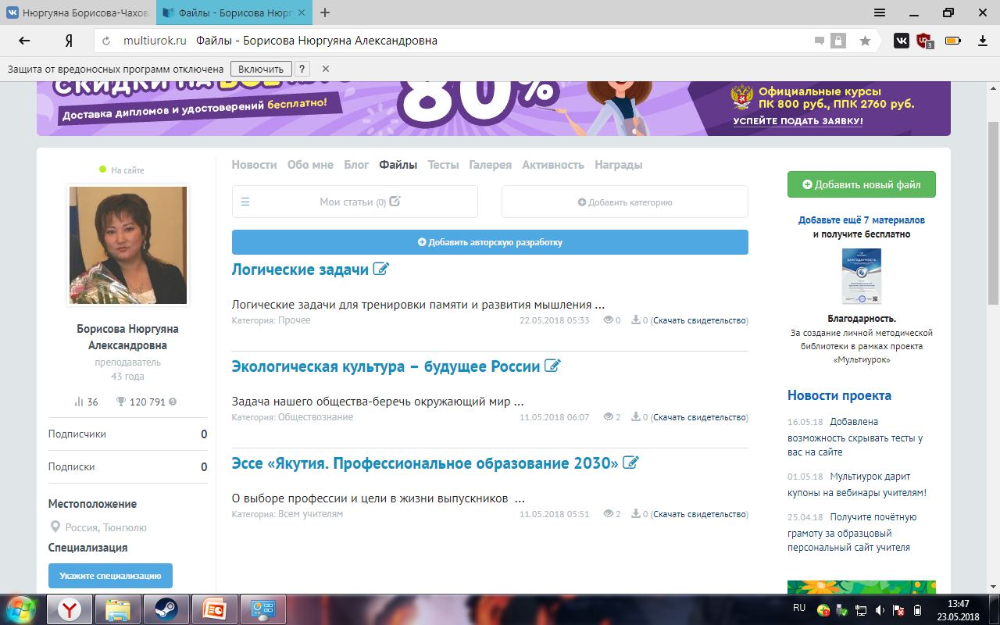 Нюргуяна Борисова-Чахов
Файлы - Борисова Нюрг
multiurok.ru Файлы - Борисова Нюргуяна Александровна
3
Защита от вредоносных программ отключена Включить ?
80%
Доставка дипломов и удостоверений бесплатно!
Официальные курсы
ПК 800 руб., ППК 2760 руб.
УСПЕЙТЕ ПОДАТЬ ЗАЯВКУ!
На сайте
Борисова Нюргуяна
Александровна
преподаватель
43 года
36 120 791 ?
Подписчики 0
Подписки 0
Местоположение
Россия, Тюнгюлю
Специализация
Укажите специализацию
Новости Обо мне Блог Файлы Тесты Галерея Активность Награды
Мои статьи (0)
Добавить категорию
Добавить авторскую разработку
Логические задачи
Логические задачи для тренировки памяти и развития мышления ...
Категория: Прочее 22.05.2018 05:33 0 0 (Скачать свидетельство)
Экологическая культура – будущее России
Задача нашего общества-беречь окружающий мир ...
Категория: Обществознание 11.05.2018 06:07 2 0 (Скачать свидетельство)
Эссе «Якутия. Профессиональное образование 2030»
О выборе профессии и цели в жизни выпускников ...
Категория: Всем учителям 11.05.2018 05:51 2 0 (Скачать свидетельство)
Добавить новый файл
Добавьте ещё 7 материалов
и получите бесплатно
БЛАГОДАРНОСТЬ
Благодарность.
За создание личной методической
библиотеки в рамках проекта
«Мультиурок»
Новости проекта
16.05.18 Добавлена
возможность скрывать тесты у
вас на сайте
01.05.18 Мультиурок дарит
купоны на вебинары учителям!
25.04.18 Получите почётную
грамоту за образцовый
персональный сайт учителя
RU
13:47
23.05.2018